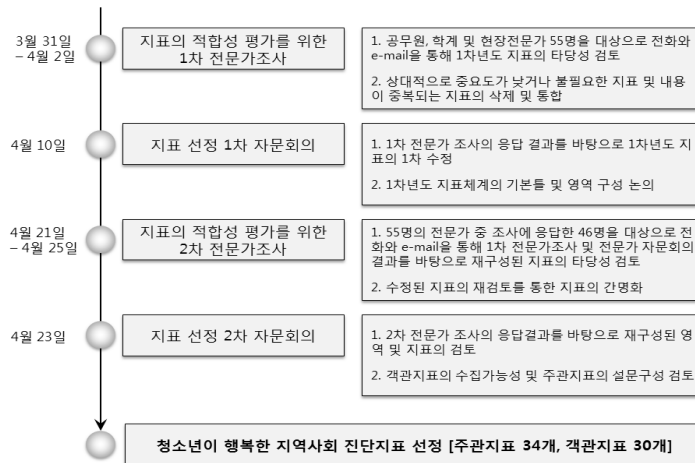 3월 31일
– 4월 2일
지표의 적합성 평가를 위한
1차 전문가조사
1. 공무원, 학계 및 현장전문가 55명을 대상으로 전화와
e-mail을 통해 1차년도 지표의 타당성 검토
2. 상대적으로 중요도가 낮거나 불필요한 지표 및 내용
이 중복되는 지표의 삭제 및 통합
4월 10일
지표 선정 1차 자문회의
1. 1차 전문가 조사의 응답 결과를 바탕으로 1차년도 지
표의 1차 수정
2. 1차년도 지표체계의 기본틀 및 영역 구성 논의
4월 21일
– 4월 25일
지표의 적합성 평가를 위한
2차 전문가조사
1. 55명의 전문가 중 조사에 응답한 46명을 대상으로 전
화와 e-mail을 통해 1차 전문가조사 및 전문가 자문회의
결과를 바탕으로 재구성된 지표의 타당성 검토
2. 수정된 지표의 재검토를 통한 지표의 간명화
4월 23일
지표 선정 2차 자문회의
1. 2차 전문가 조사의 응답결과를 바탕으로 재구성된 영
역 및 지표의 검토
2. 객관지표의 수집가능성 및 주관지표의 설문구성 검토
청소년이 행복한 지역사회 진단지표 선정 [주관지표 34개, 객관지표 30개]